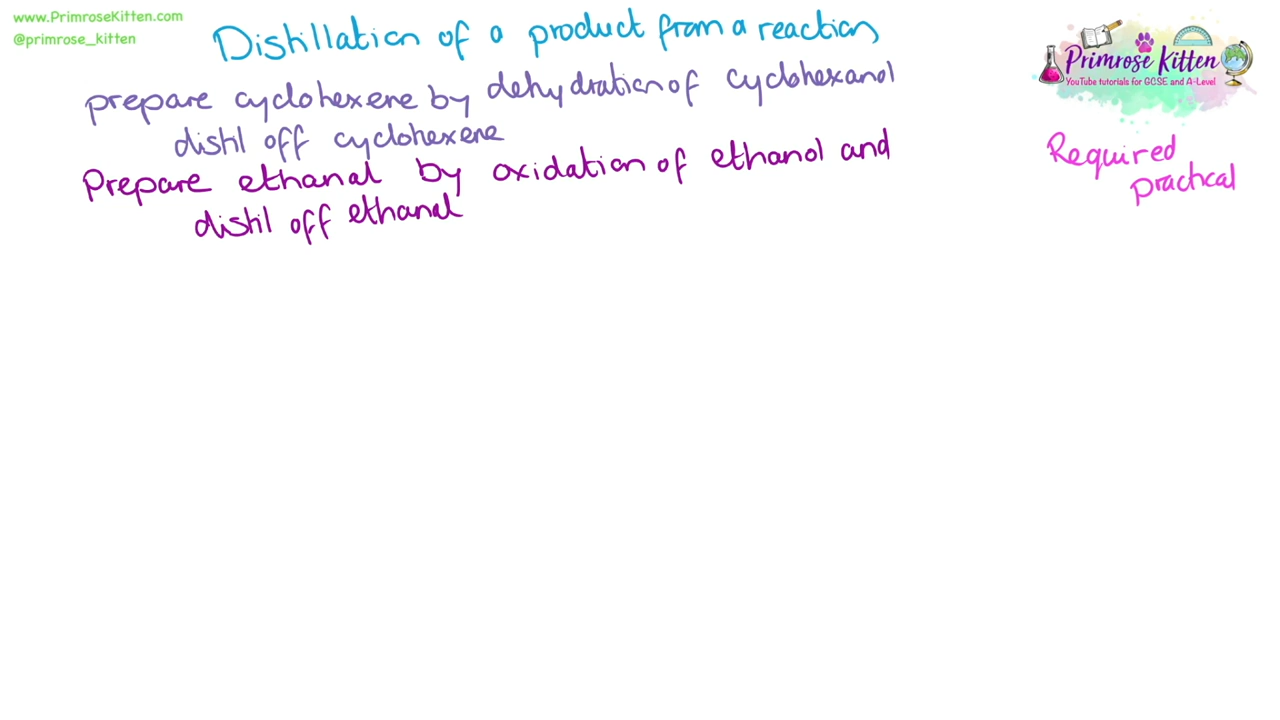 www.PrimroseKitten.com
@primrose_kitten
Distillation of a product from a reaction
Primrose Kitten
YouTube tutorials for GCSE and A-Level
prepare cyclohexene by dehydration of cyclohexanol
distil off cyclohexene
Required
practical
Prepare ethanal by oxidation of ethanol and
distil off ethanal